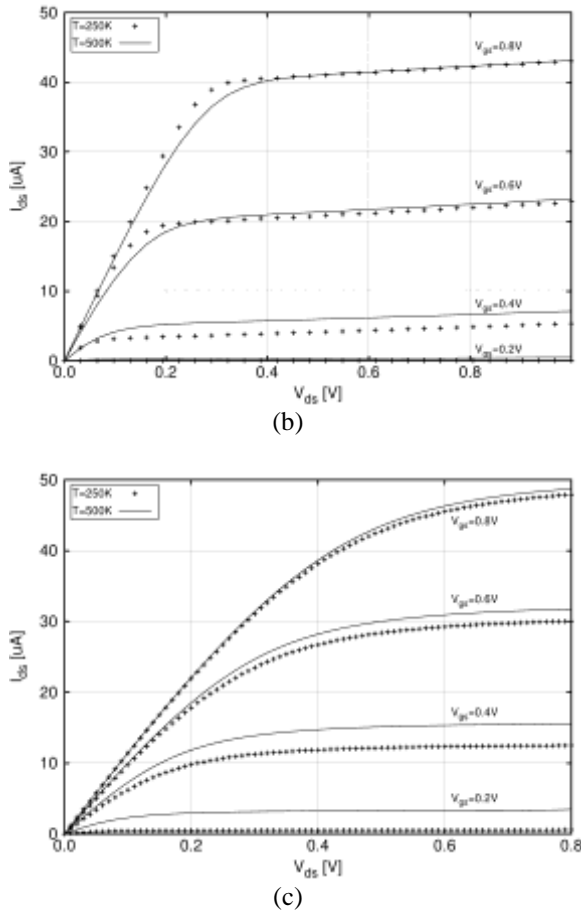 50
T=250K
T=500K
V_gs=0.8V
40
30
V_gs=0.6V
I_ds [uA]
20
10
V_gs=0.4V
V_gs=0.2V
0
0.0 0.2 0.4 0.6 0.8
V_ds [V]
(b)
50
T=250K
T=500K
V_gs=0.8V
40
V_gs=0.6V
30
I_ds [uA]
20
V_gs=0.4V
10
V_gs=0.2V
0
0.0 0.2 0.4 0.6 0.8
V_ds [V]
(c)